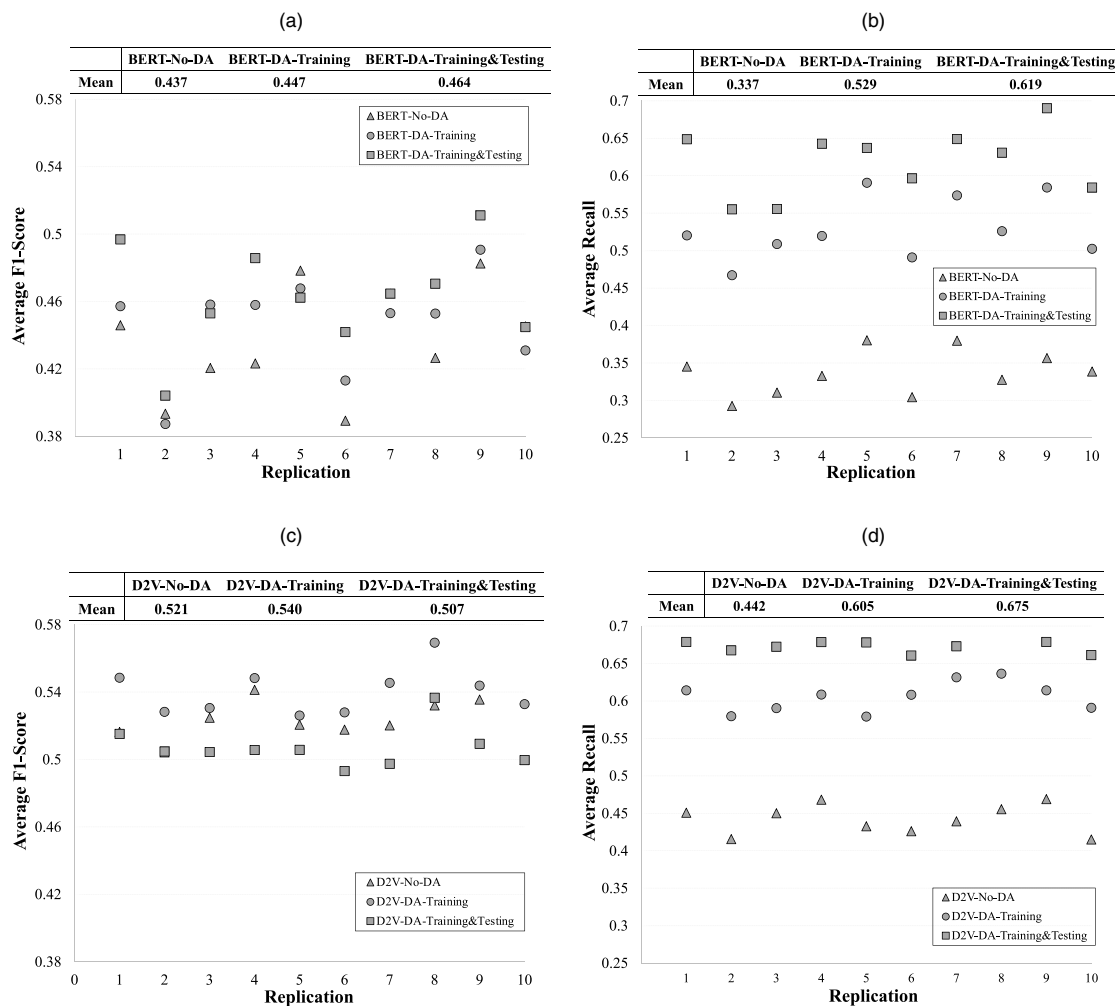 (a)
BERT-No-DA BERT-DA-Training BERT-DA-Training&Testing
Mean 0.437 0.447 0.464
0.58
0.54
0.5
0.46
0.42
0.38
Average F1-Score
BERT-No-DA
BERT-DA-Training
BERT-DA-Training&Testing
1 2 3 4 5 6 7 8 9 10
Replication
(b)
BERT-No-DA BERT-DA-Training BERT-DA-Training&Testing
Mean 0.337 0.529 0.619
0.7
0.65
0.6
0.55
0.5
0.45
0.4
0.35
0.3
0.25
Average Recall
BERT-No-DA
BERT-DA-Training
BERT-DA-Training&Testing
1 2 3 4 5 6 7 8 9 10
Replication
(c)
D2V-No-DA D2V-DA-Training D2V-DA-Training&Testing
Mean 0.521 0.540 0.507
0.58
0.54
0.5
0.46
0.42
0.38
Average F1-Score
D2V-No-DA
D2V-DA-Training
D2V-DA-Training&Testing
0 1 2 3 4 5 6 7 8 9 10
Replication
(d)
D2V-No-DA D2V-DA-Training D2V-DA-Training&Testing
Mean 0.442 0.605 0.675
0.7
0.65
0.6
0.55
0.5
0.45
0.4
0.35
0.3
0.25
Average Recall
D2V-No-DA
D2V-DA-Training
D2V-DA-Training&Testing
1 2 3 4 5 6 7 8 9 10
Replication